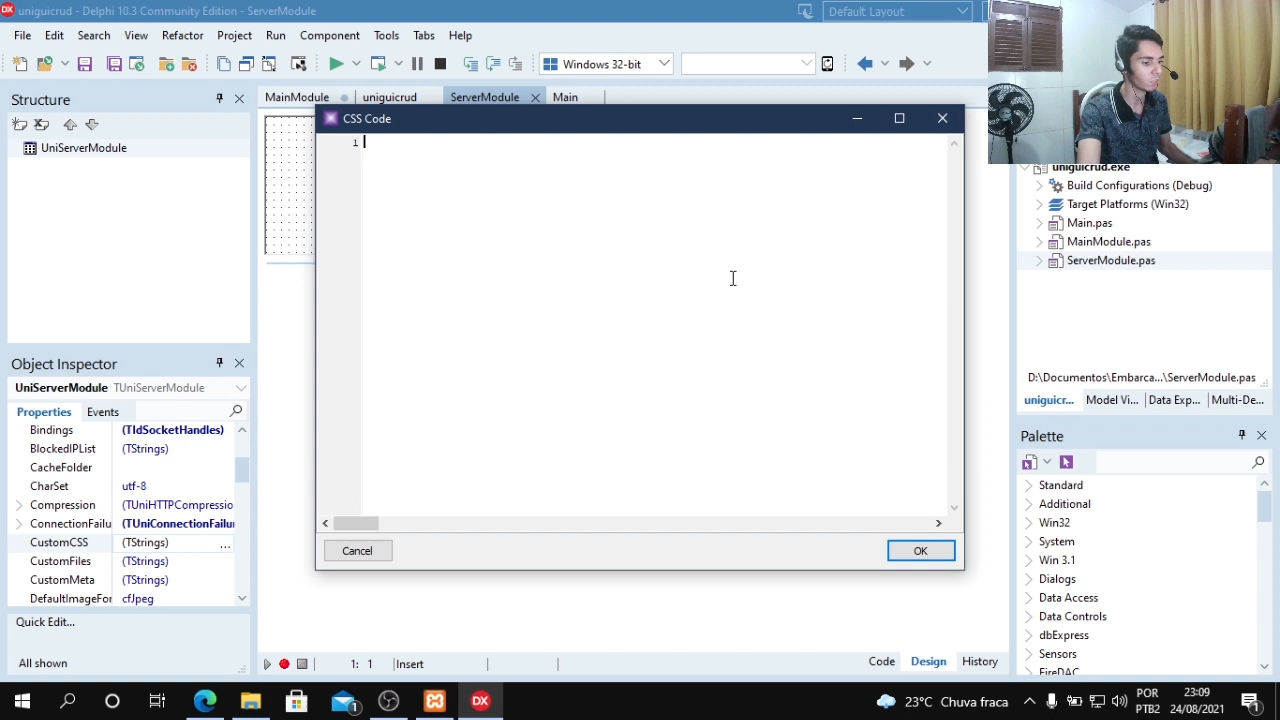 uniguicrud - Delphi 10.3 Community Edition - ServerModule
Default Layout
File Edit Search View Refactor Project Run Component Tools Tabs Help
Windows 32-bit
Structure
MainModule uniguicrud ServerModule Main
UniServerModule
CSS Code
1
Cancel
OK
Object Inspector
UniServerModule TUniServerModule
Properties Events
Bindings (TIdSocketHandles)
BlockedIPList (TStrings)
CacheFolder
CharSet utf-8
Compression (TUniHTTPCompressio
ConnectionFailu (TUniConnectionFailu
CustomCSS (TStrings) ...
CustomFiles (TStrings)
CustomMeta (TStrings)
DefaultImageFor cfJpeg
Quick Edit...
All shown
1: 1 Insert
Code Design History
uniguicrud.exe
Build Configurations (Debug)
Target Platforms (Win32)
Main.pas
MainModule.pas
ServerModule.pas
D:\Documentos\Embarca...\ServerModule.pas
uniguicr... Model Vi... Data Exp... Multi-De...
Palette
Standard
Additional
Win32
System
Win 3.1
Dialogs
Data Access
Data Controls
dbExpress
Sensors
FireDAC
DX
23°C Chuva fraca
POR
PTB2
23:09
24/08/2021